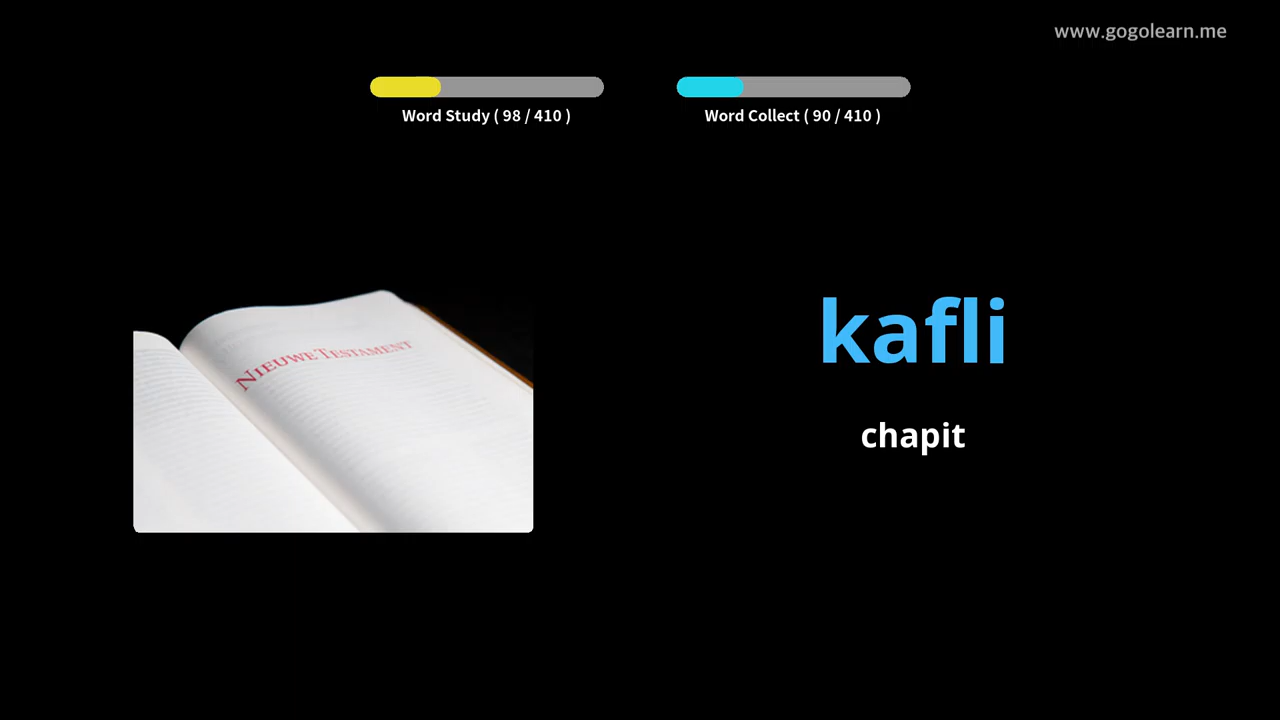 www.gogolearn.me
Word Study ( 98 / 410 )
Word Collect ( 90 / 410 )
NIEUWE TESTAMENT
kafli
chapit